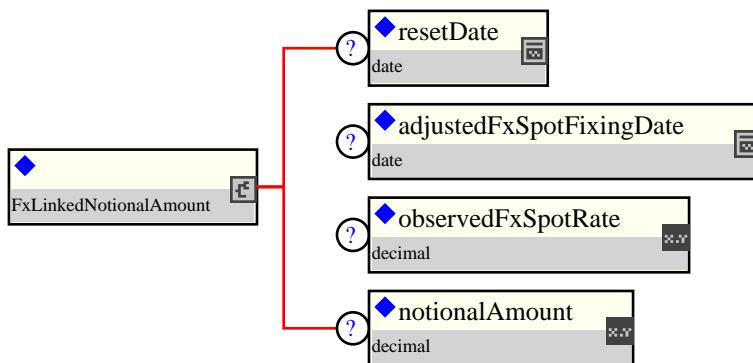 ? resetDate
date
? adjustedFxSpotFixingDate
date
FxLinkedNotionalAmount
? observedFxSpotRate
decimal
x.Y
? notionalAmount
decimal
x.Y